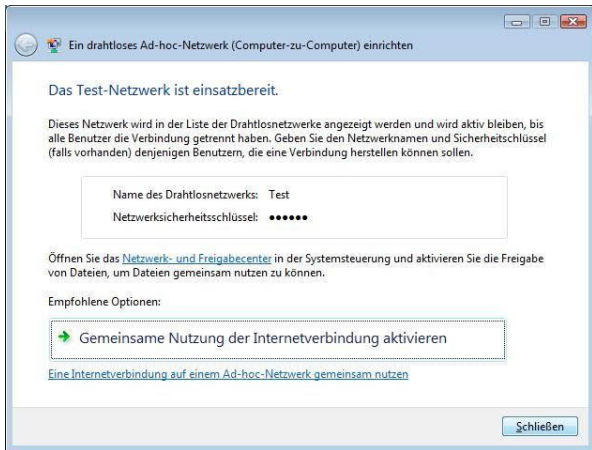 Ein drahtloses Ad-hoc-Netzwerk (Computer-zu-Computer) einrichten
Das Test-Netzwerk ist einsatzbereit.
Dieses Netzwerk wird in der Liste der Drahtlosnetzwerke angezeigt werden und wird aktiv bleiben, bis
alle Benutzer die Verbindung getrennt haben. Geben Sie den Netzwerknamen und Sicherheitsschlüssel
(falls vorhanden) denjenigen Benutzern, die eine Verbindung herstellen können sollen.
Name des Drahtlosnetzwerks: Test
Netzwerksicherheitsschlüssel: ●●●●●●
Öffnen Sie das Netzwerk- und Freigabecenter in der Systemsteuerung und aktivieren Sie die Freigabe
von Dateien, um Dateien gemeinsam nutzen zu können.
Empfohlene Optionen:
Gemeinsame Nutzung der Internetverbindung aktivieren
Eine Internetverbindung auf einem Ad-hoc-Netzwerk gemeinsam nutzen
Schließen